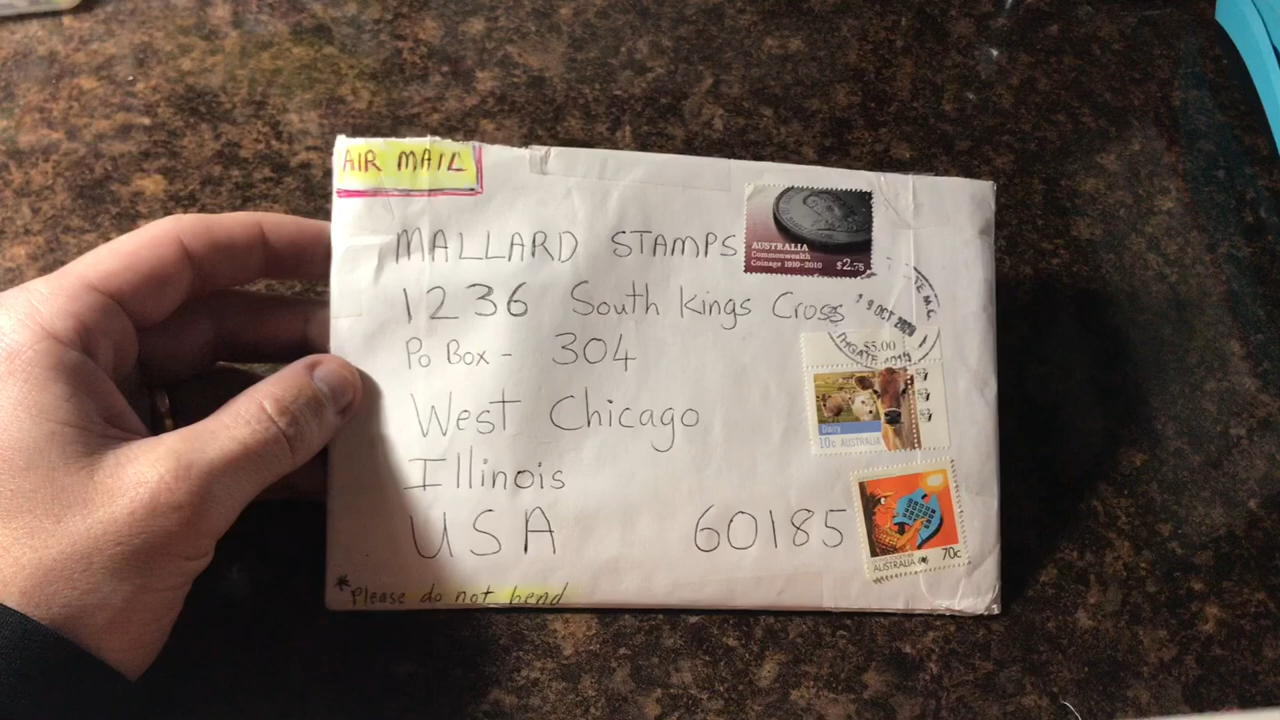 AIR MAIL
MALLARD STAMPS
1236 South Kings Cross
Po Box - 304
West Chicago
Illinois
USA 60185
*Please do not bend
AUSTRALIA
Commonwealth
Coinage 1910-2010 $2.75
19 OCT
$5.00
Dairy
10c AUSTRALIA
AUSTRALIA 70c